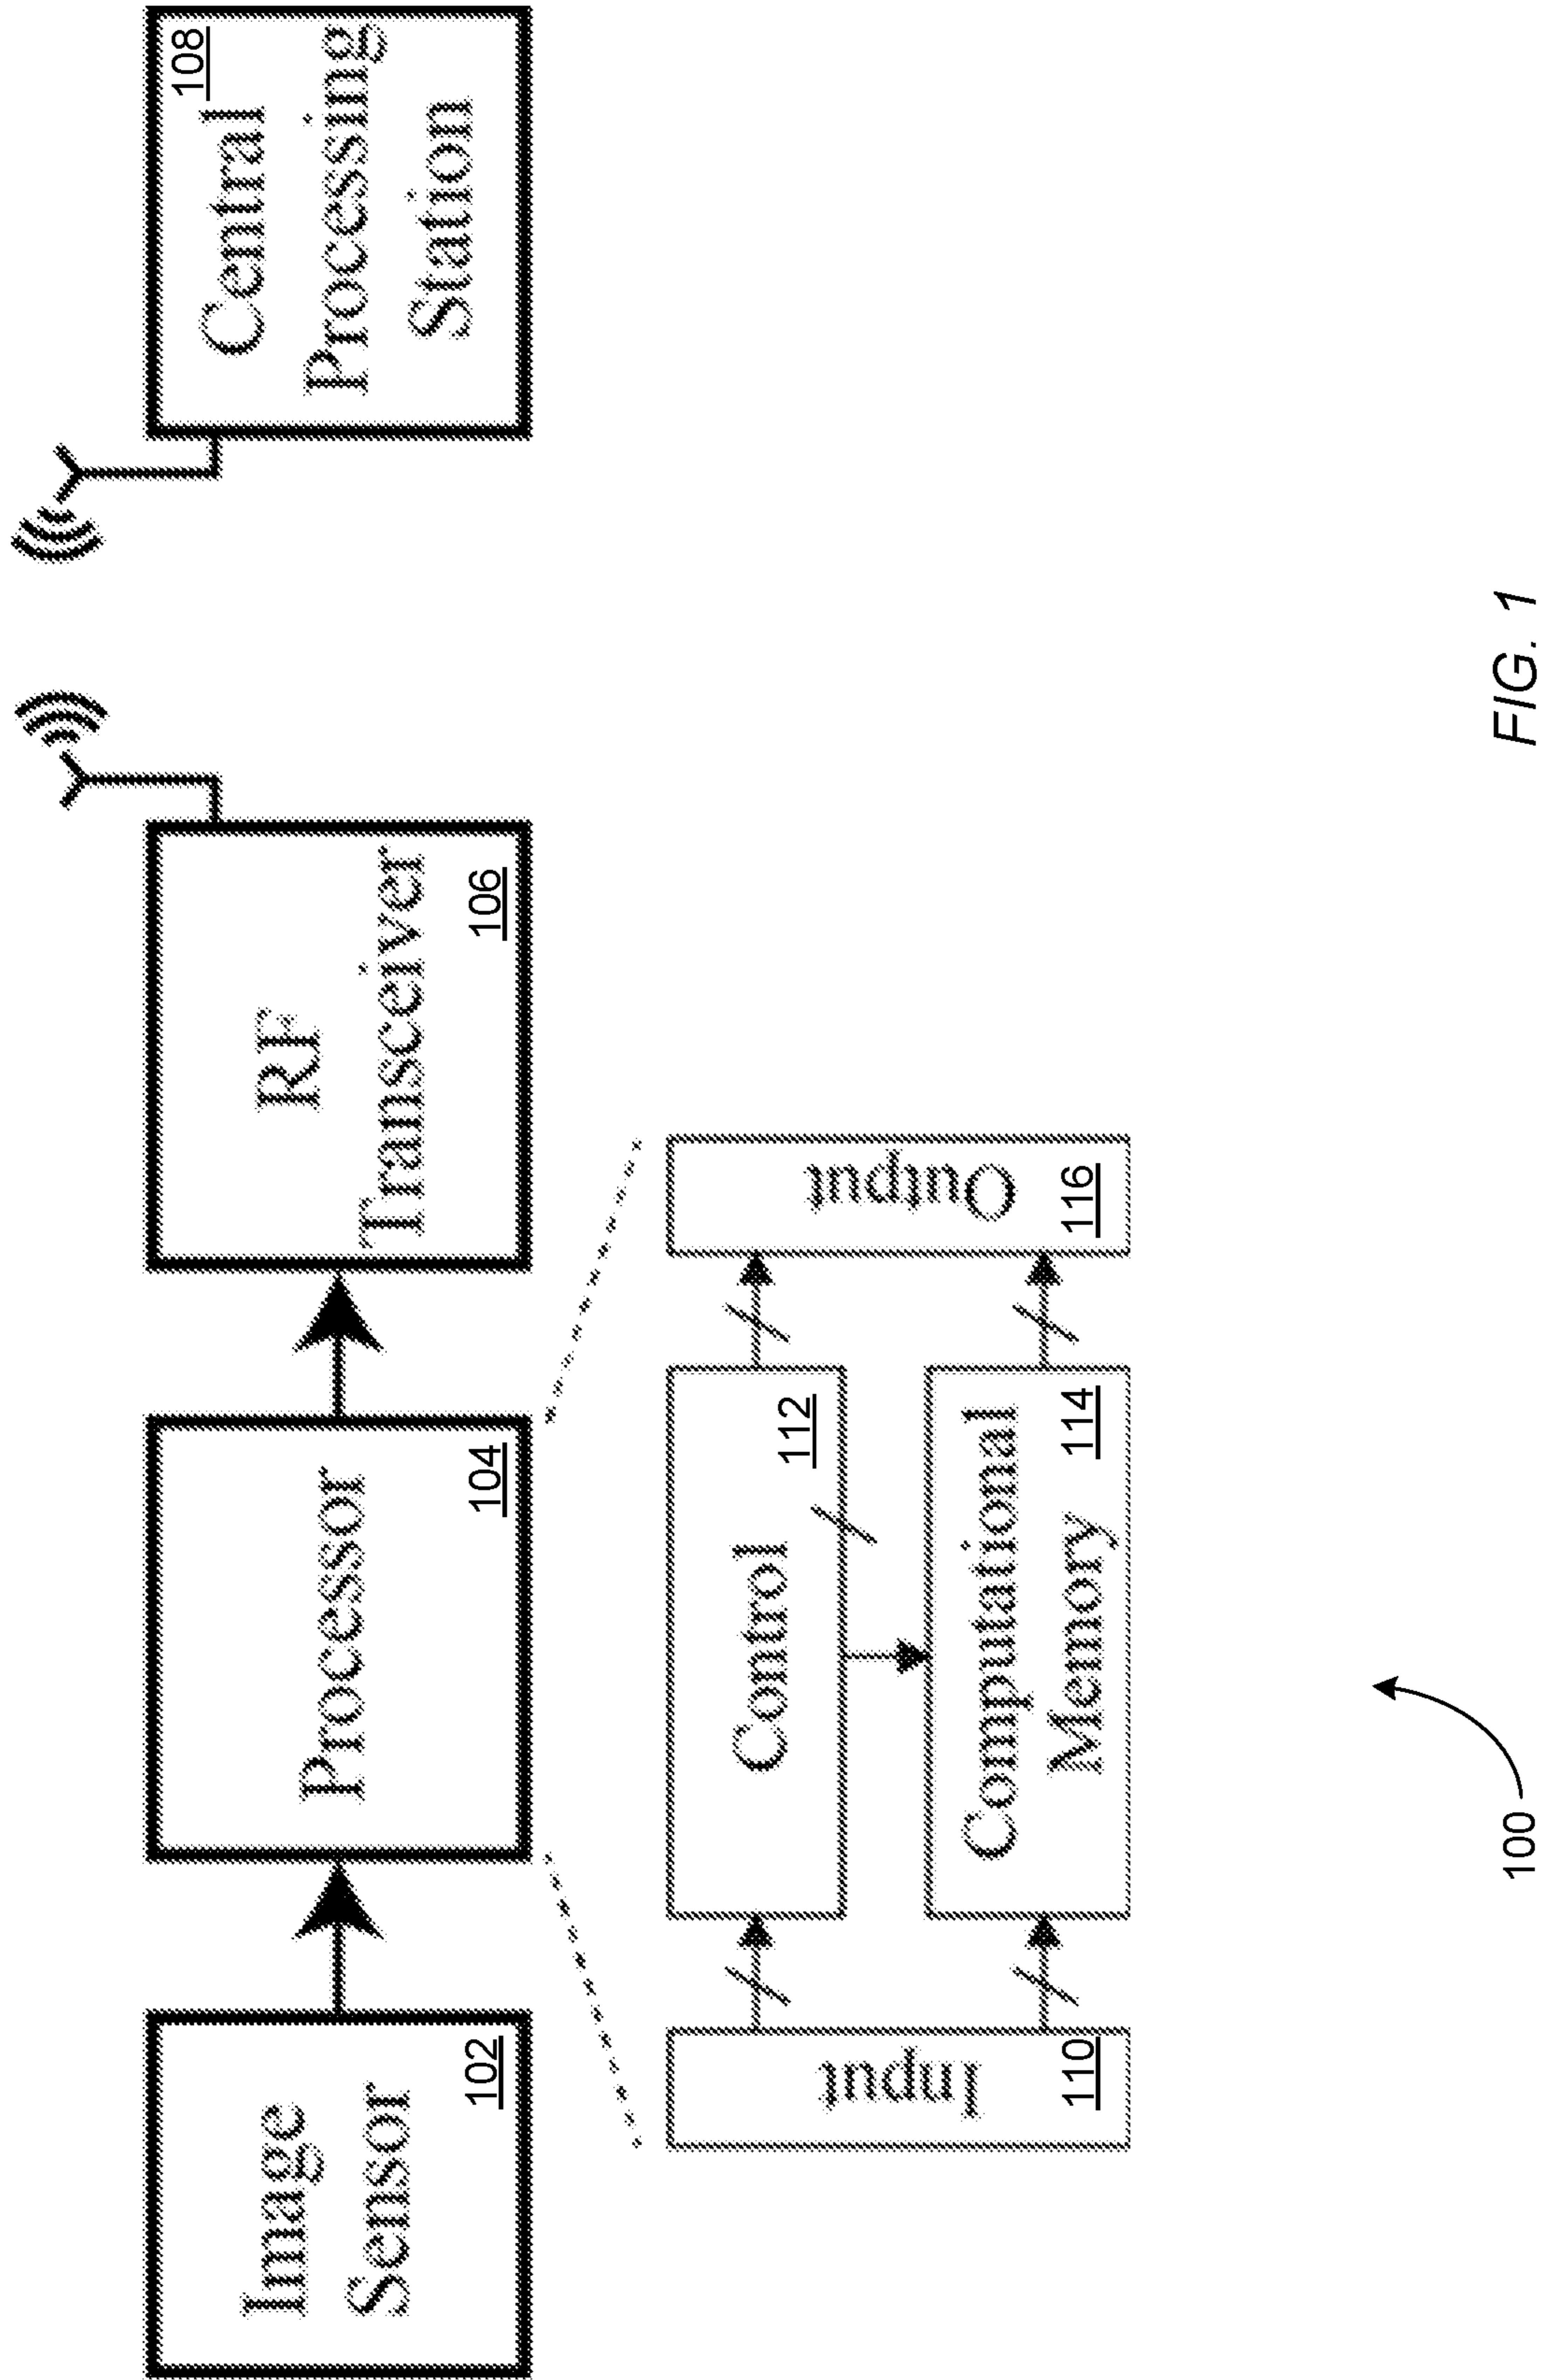 Image
Sensor
102
Processor
104
RF
Transceiver
106
Central
Processing
Station
108
Input
110
Control
112
Computational
Memory
114
Output
116
100
FIG. 1